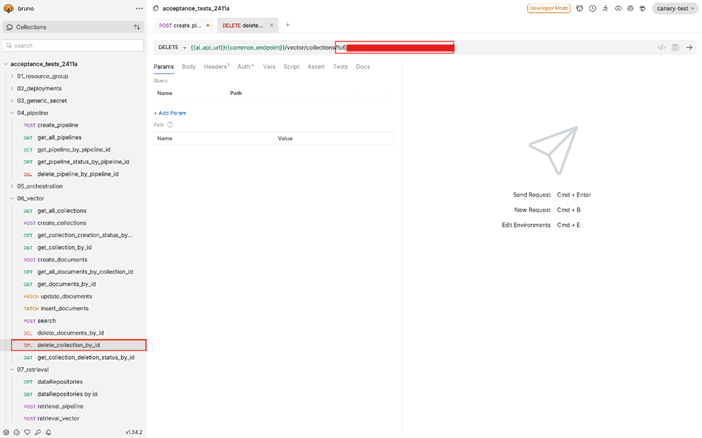 bruno
acceptance_tests_2411a
Developer Mode
canary-test
Collections
POST create_pi...
DELETE delete...
search
DELETE {{ai_api_url}}{{common_endpoint}}/vector/collections/fc6
acceptance_tests_2411a
01_resource_group
02_deployments
03_generic_secret
04_pipeline
POST create_pipeline
GET get_all_pipelines
GET get_pipeline_by_pipeline_id
GET get_pipeline_status_by_pipeline_id
DEL delete_pipeline_by_pipeline_id
05_orchestration
06_vector
GET get_all_collections
POST create_collections
GET get_collection_creation_status_by...
GET get_collection_by_id
POST create_documents
GET get_all_documents_by_collection_id
GET get_documents_by_id
PATCH update_documents
PATCH insert_documents
POST search
DEL delete_documents_by_id
DEL delete_collection_by_id
GET get_collection_deletion_status_by_id
07_retrieval
GET dataRepositories
GET dataRepositories by id
POST retrieval_pipeline
POST retrieval_vector
v1.34.2
Params Body Headers1 Auth Vars Script Assert Tests Docs
Query
Name Path
+ Add Param
Path
Name Value
Send Request Cmd + Enter
New Request Cmd + B
Edit Environments Cmd + E